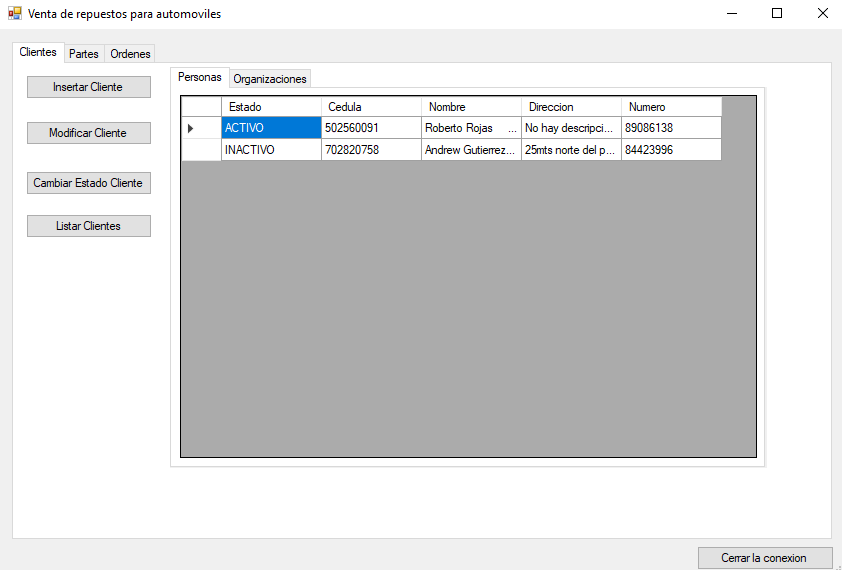 Venta de repuestos para automoviles
Clientes Partes Ordenes
Insertar Cliente
Modificar Cliente
Cambiar Estado Cliente
Listar Clientes
Personas Organizaciones
Estado Cedula Nombre Direccion Numero
ACTIVO 502560091 Roberto Rojas ... No hay descripci... 89086138
INACTIVO 702820758 Andrew Gutierrez... 25mts norte del p... 84423996
Cerrar la conexion